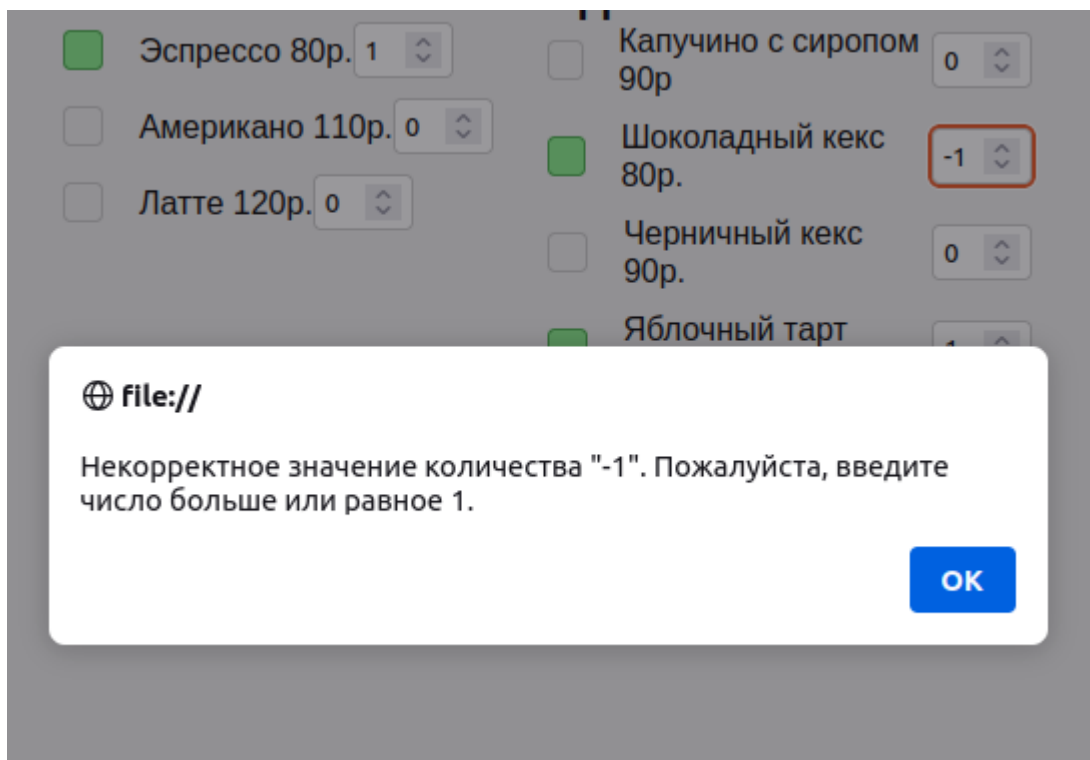 Эспрессо 80р. 1
Американо 110р. 0
Латте 120р. 0
Капучино с сиропом
90р
0
Шоколадный кекс
80р.
-1
Черничный кекс
90р.
0
Яблочный тарт
file://
Некорректное значение количества "-1". Пожалуйста, введите
число больше или равное 1.
ОК